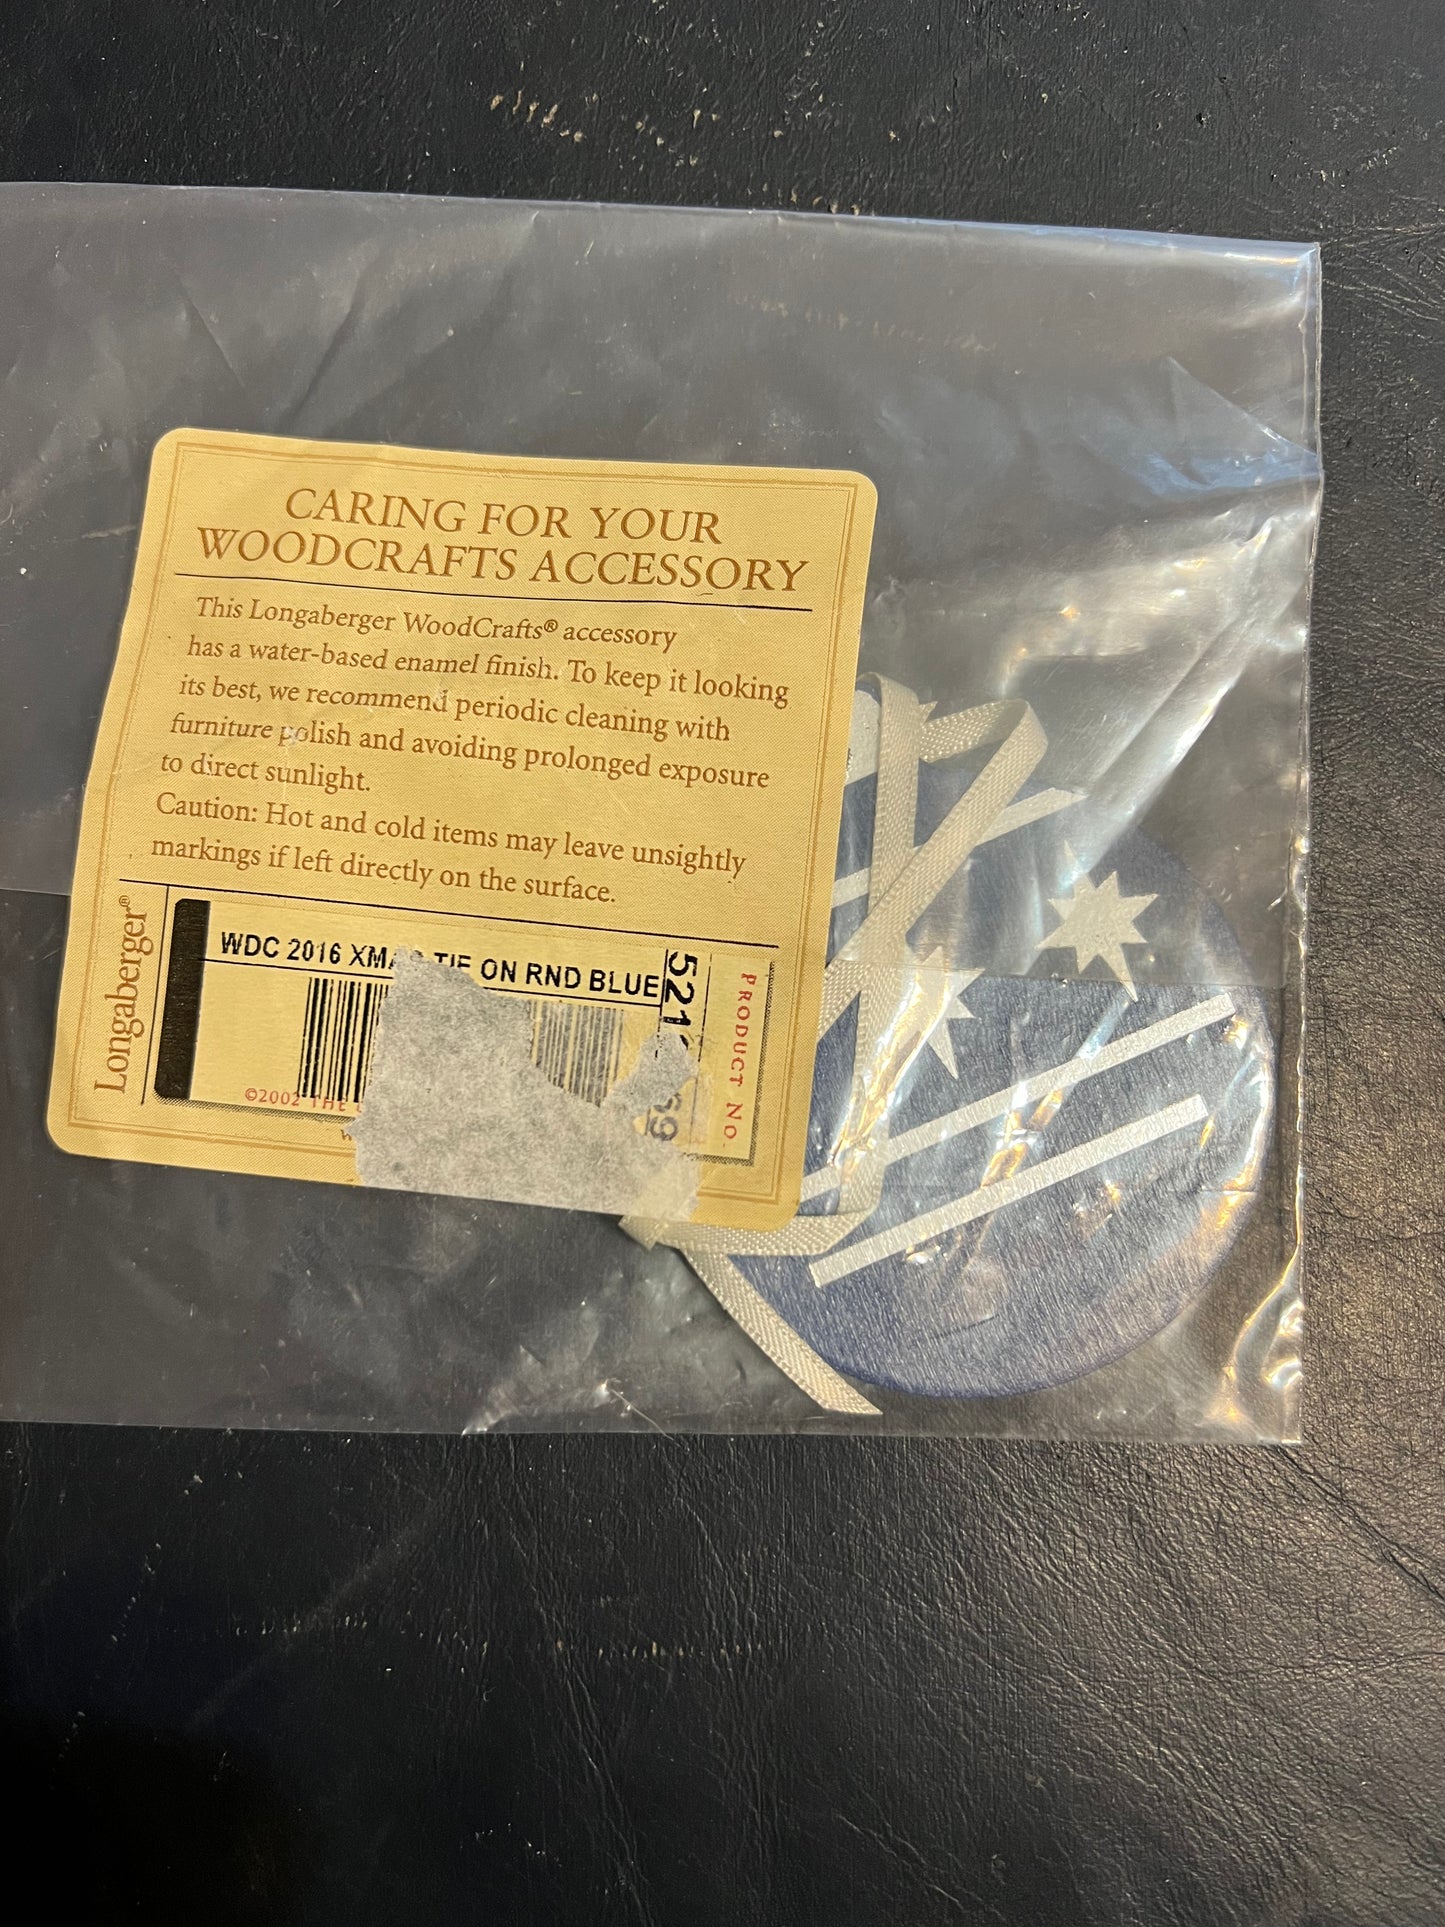 CARING FOR YOUR
WOODCRAFTS ACCESSORY
This Longaberger WoodCrafts® accessory
has a water-based enamel finish. To keep it looking
its best, we recommend periodic cleaning with
furniture polish and avoiding prolonged exposure
to direct sunlight.
Caution: Hot and cold items may leave unsightly
markings if left directly on the surface.
Longaberger®
WDC 2016 TIE ON RND BLUE
PRODUCT NO.
©2002 THE